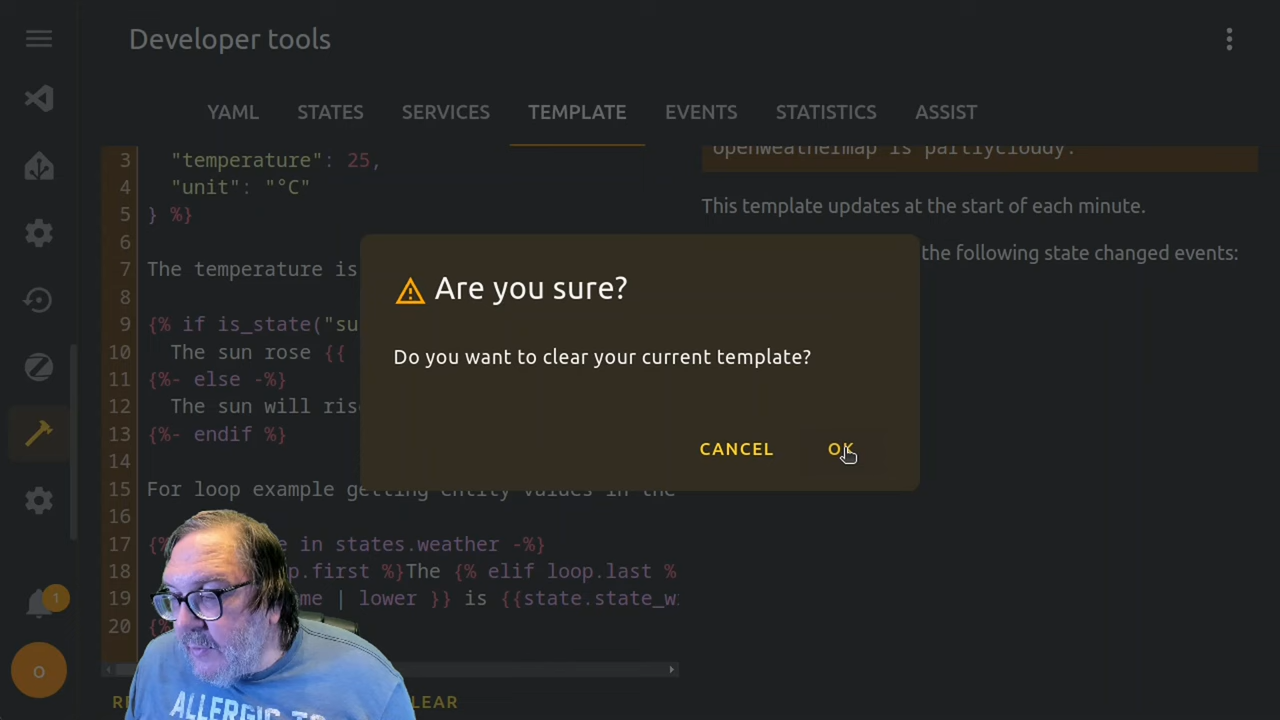 Developer tools
YAML
STATES
SERVICES
TEMPLATE
EVENTS
STATISTICS
ASSIST
3 "temperature": 25,
4 "unit": "°C"
5 } %}
6
7 The temperature is
8
9 {% if is_state("su
10 The sun rose {{
11 {%- else -%}
12 The sun will rise
13 {%- endif %}
14
15 For loop example getting entity values in the
16
17 {% in states.weather -%}
18 p.first %}The {% elif loop.last %
19 me | lower }} is {{state.state_w
20 {%
openweathermap is partlycloudy.
This template updates at the start of each minute.
the following state changed events:
Are you sure?
Do you want to clear your current template?
CANCEL
OK
LEAR
1
o
ALLERGIC TO